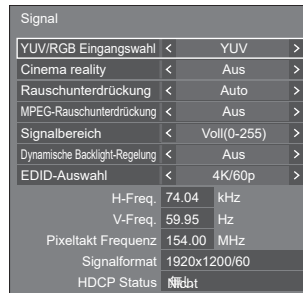 Signal
YUV/RGB Eingangswahl < YUV >
Cinema reality < Aus >
Rauschunterdrückung < Auto >
MPEG-Rauschunterdrückung < Aus >
Signalbereich < Voll(0-255) >
Dynamische Backlight-Regelung < Aus >
EDID-Auswahl < 4K/60p >
H-Freq. 74.04 kHz
V-Freq. 59.95 Hz
Pixeltakt Frequenz 154.00 MHz
Signalformat 1920x1200/60
HDCP Status